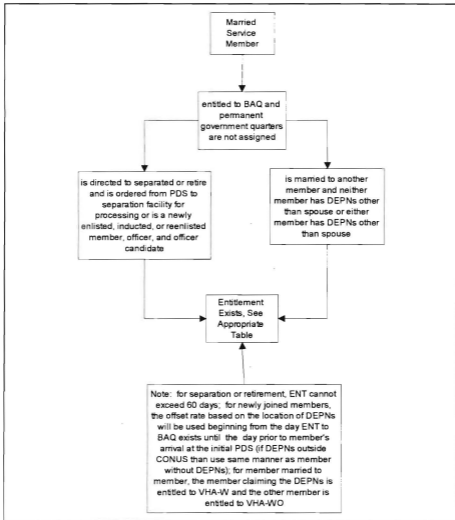 Married
Service
Member
entitled to BAQ and
permanent
government quarters
are not assigned
is directed to separated or retire
and is ordered from PDS to
separation facility for
processing or is a newly
enlisted, inducted, or reenlisted
member, officer, and officer
candidate
is married to another
member and neither
member has DEPNs other
than spouse or either
member has DEPNs other
than spouse
Entitlement
Exists, See
Appropriate
Table
Note: for separation or retirement, ENT cannot
exceed 60 days; for newly joined members,
the offset rate based on the location of DEPNs
will be used beginning from the day ENT to
BAQ exists until the day prior to member's
arrival at the initial PDS (if DEPNs outside
CONUS than use same manner as member
without DEPNs); for member married to
member, the member claiming the DEPNs is
entitled to VHA-W and the other member is
entitled to VHA-WO